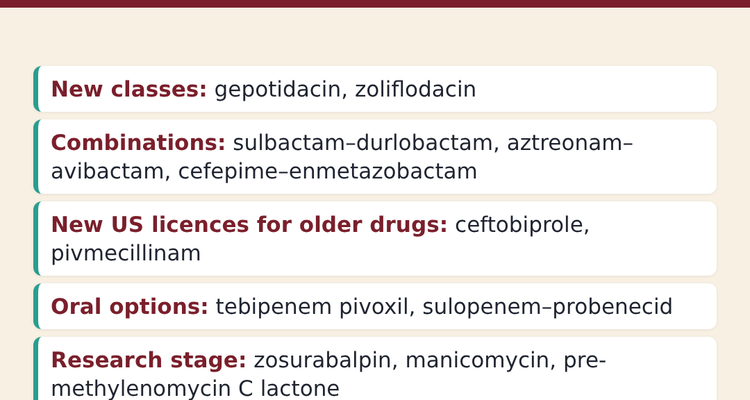 New classes: gepotidacin, zoliflodacin
Combinations: sulbactam–durlobactam, aztreonam–
avibactam, cefepime–enmetazobactam
New US licences for older drugs: ceftobiprole,
pivmecillinam
Oral options: tebipenem pivoxil, sulopenem–probenecid
Research stage: zosurabalpin, manicomycin, pre-
methylenomycin C lactone